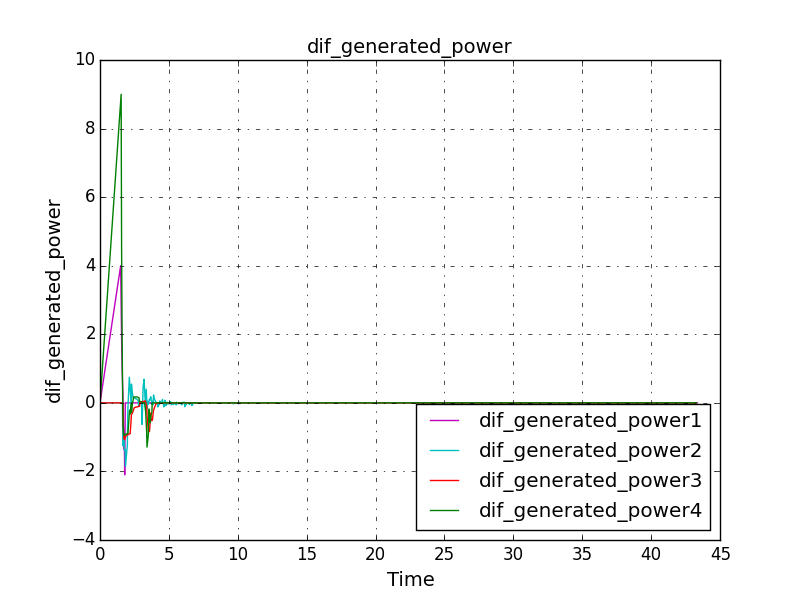 dif_generated_power
10
8
6
4
2
0
−2
−4
dif_generated_power
0 5 10 15 20 25 30 35 40 45
Time
dif_generated_power1
dif_generated_power2
dif_generated_power3
dif_generated_power4